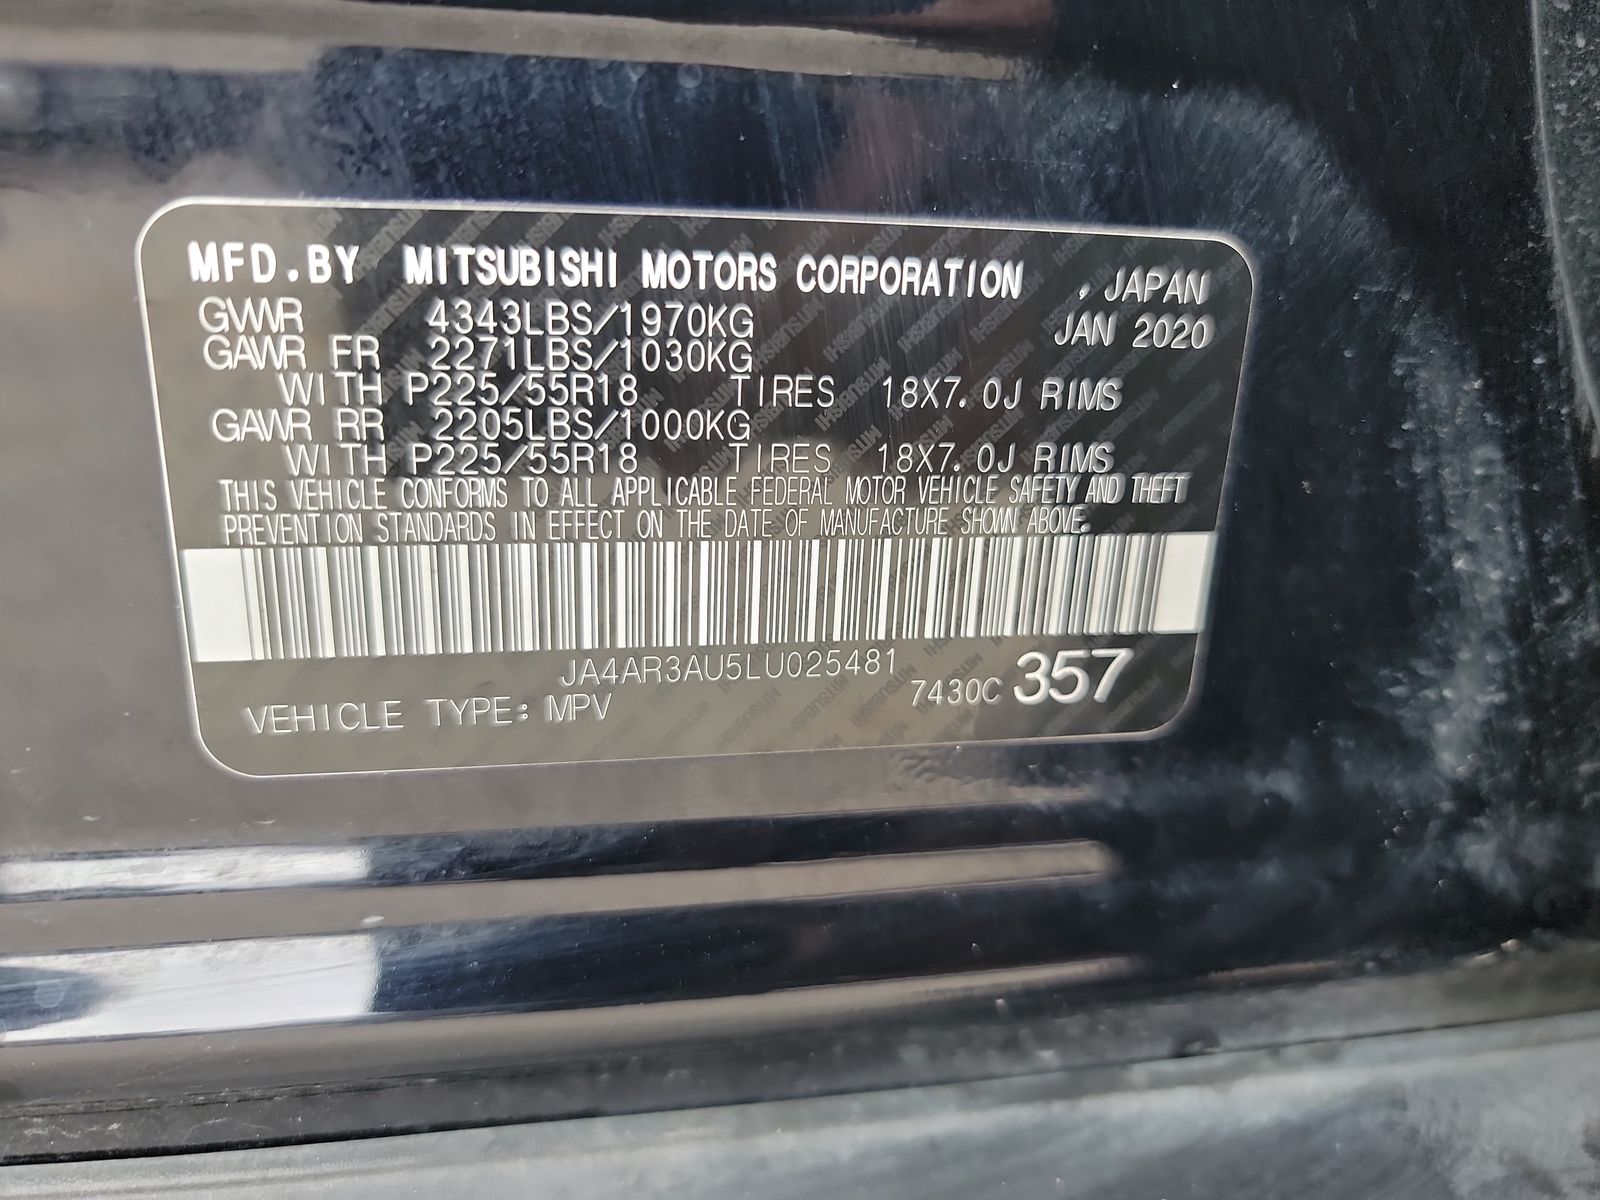 MFD.BY MITSUBISHI MOTORS CORPORATION , JAPAN
GVWR 4343LBS/1970KG JAN 2020
GAWR FR 2271LBS/1030KG
WITH P225/55R18 TIRES 18X7.0J RIMS
GAWR RR 2205LBS/1000KG
WITH P225/55R18 TIRES 18X7.0J RIMS
THIS VEHICLE CONFORMS TO ALL APPLICABLE FEDERAL MOTOR VEHICLE SAFETY AND THEFT
PREVENTION STANDARDS IN EFFECT ON THE DATE OF MANUFACTURE SHOWN ABOVE.
JA4AR3AU5LU025481
VEHICLE TYPE: MPV 7430C 357